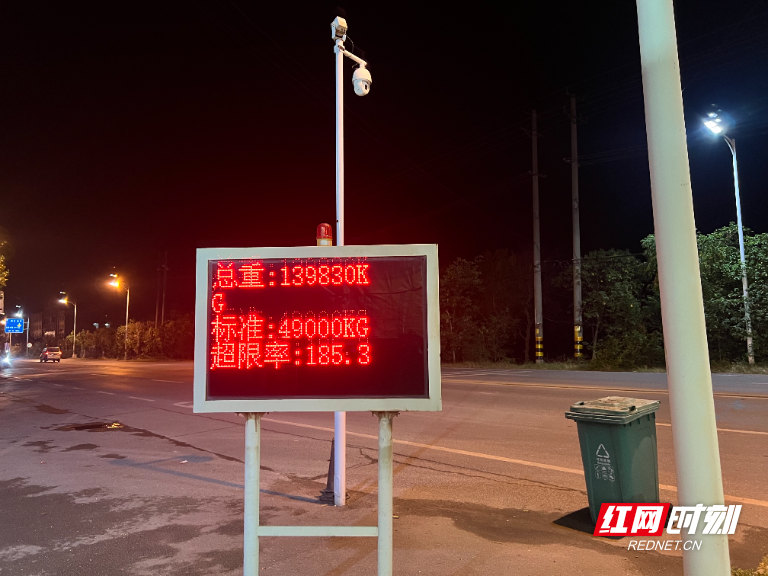 总重:139830K
G
标准:49000KG
超限率:185.3
红网时刻
REDNET.CN